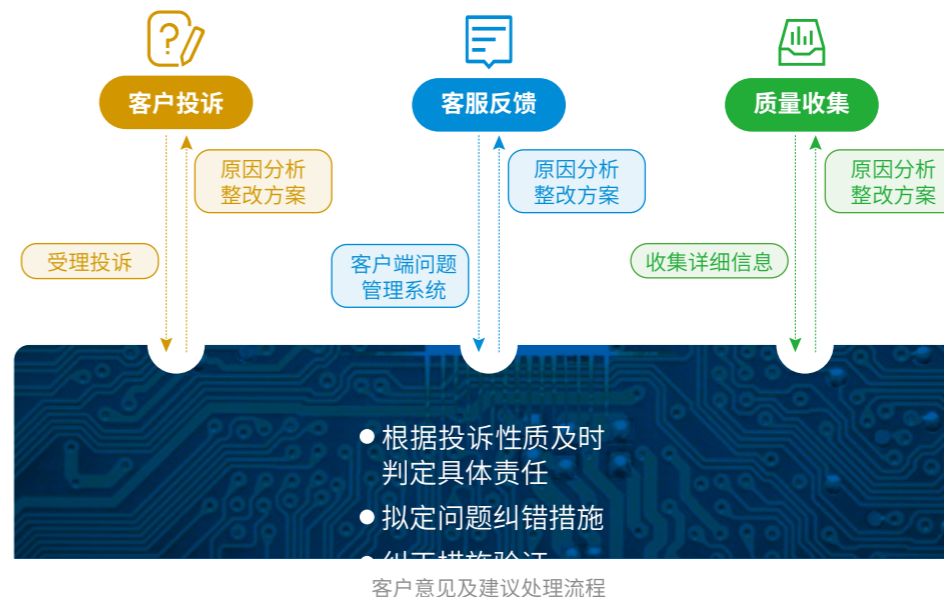 客户投诉
客服反馈
质量收集
原因分析
整改方案
原因分析
整改方案
原因分析
整改方案
受理投诉
客户端问题
管理系统
收集详细信息
●根据投诉性质及时
判定具体责任
●拟定问题纠错措施
客户意见及建议处理流程